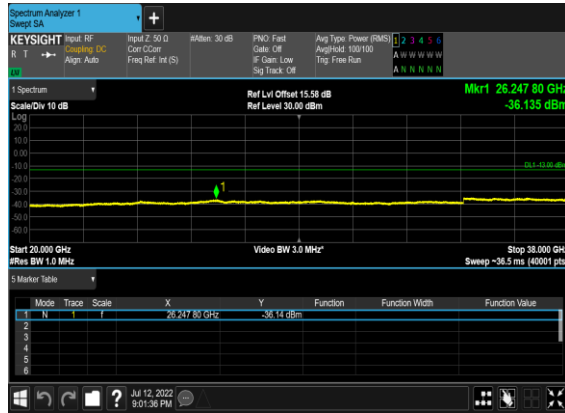 Spectrum Analyzer 1
Swept SA
+
KEYSIGHT Input: RF Input Z: 50 Ω #Atten: 30 dB PNO: Fast Avg Type: Power (RMS) 1 2 3 4 5 6
R T Coupling: DC Corr CCorr Gate: Off Avg|Hold: 100/100 A W W W W W
Align: Auto Freq Ref: Int (S) IF Gain: Low Trig: Free Run
Sig Track: Off A N N N N N
1 Spectrum Ref Lvl Offset 15.58 dB Mkr1 26.247 80 GHz
Scale/Div 10 dB Ref Level 30.00 dBm -36.135 dBm
Log
20.0
10.0
0.00
-10.0
DL1 -13.00 dBm
-20.0
-30.0
1
-40.0
-50.0
-60.0
Start 20.000 GHz Video BW 3.0 MHz* Stop 38.000 GHz
#Res BW 1.0 MHz Sweep ~36.5 ms (40001 pts)
5 Marker Table
Mode Trace Scale X Y Function Function Width Function Value
1 N 1 f 26.247 80 GHz -36.14 dBm
2
3
4
5
6
? Jul 12, 2022
9:01:36 PM